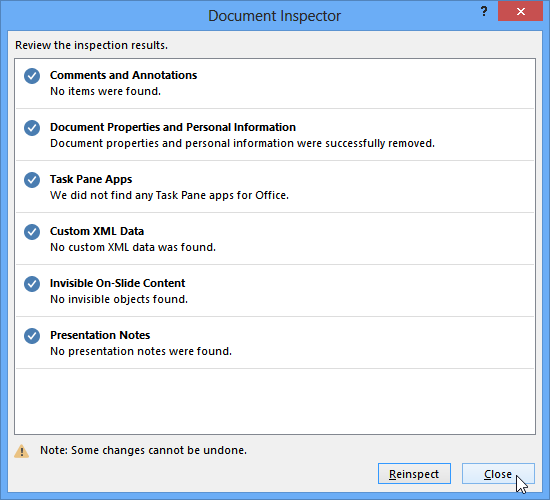 Document Inspector
?
Review the inspection results.
Comments and Annotations
No items were found.
Document Properties and Personal Information
Document properties and personal information were successfully removed.
Task Pane Apps
We did not find any Task Pane apps for Office.
Custom XML Data
No custom XML data was found.
Invisible On-Slide Content
No invisible objects found.
Presentation Notes
No presentation notes were found.
Note: Some changes cannot be undone.
Reinspect Close